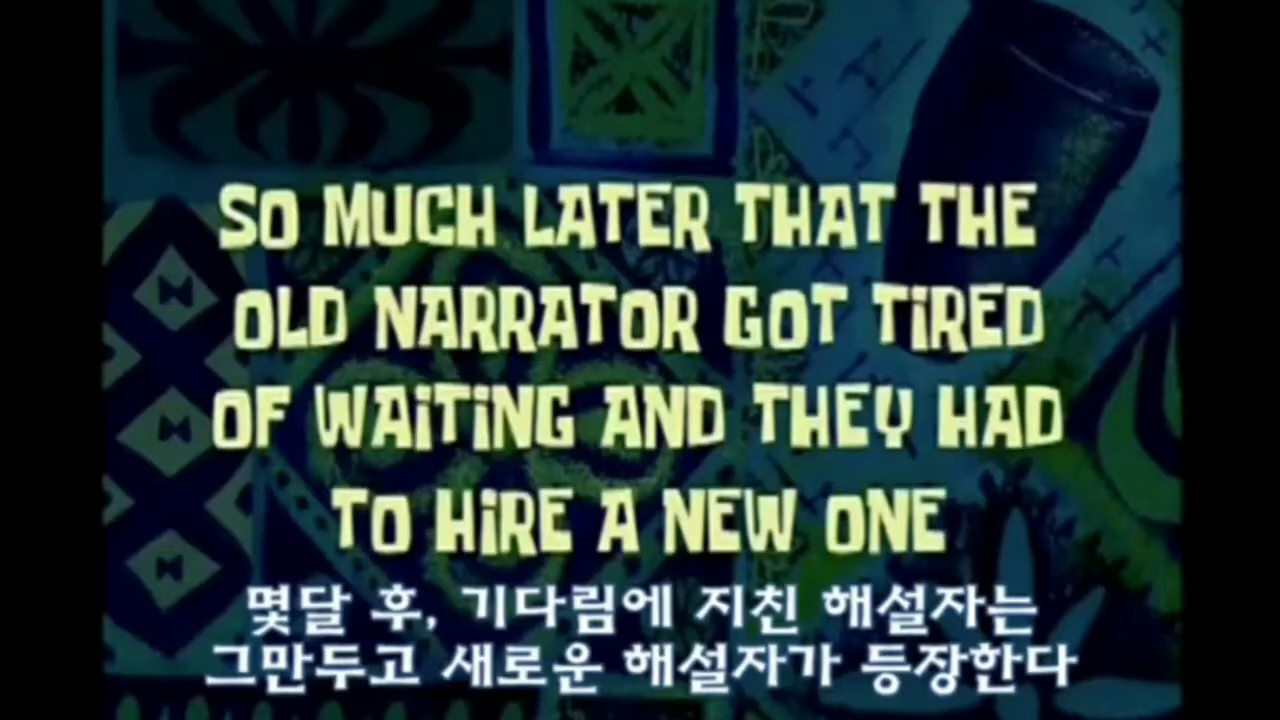 SO MUCH LATER THAT THE
OLD NARRATOR GOT TIRED
OF WAITING AND THEY HAD
TO HIRE A NEW ONE
몇달 후, 기다림에 지친 해설자는
그만두고 새로운 해설자가 등장한다